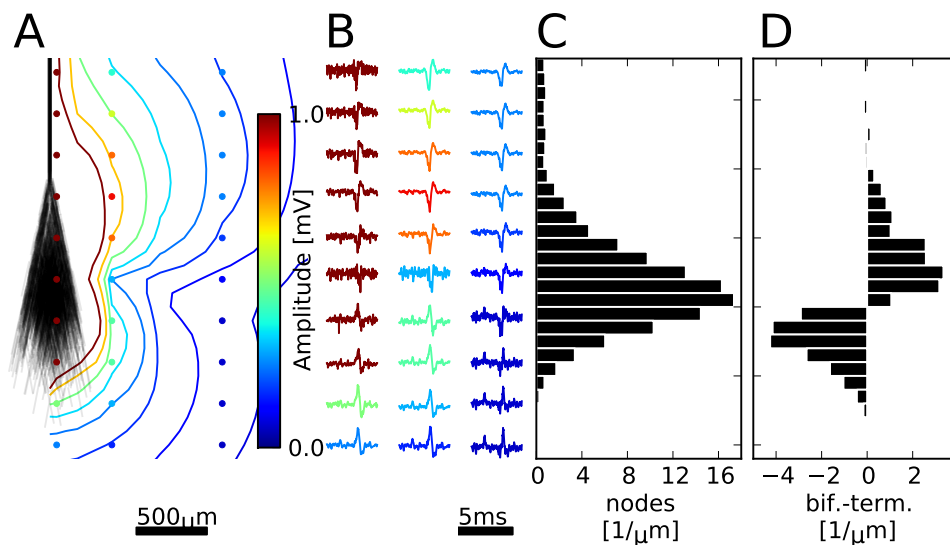 A
B
C
D
1.0
Amplitude [mV]
0.0
500μm
5ms
0 4 8 12 16
nodes
[1/μm]
−4 −2 0 2
bif.-term.
[1/μm]